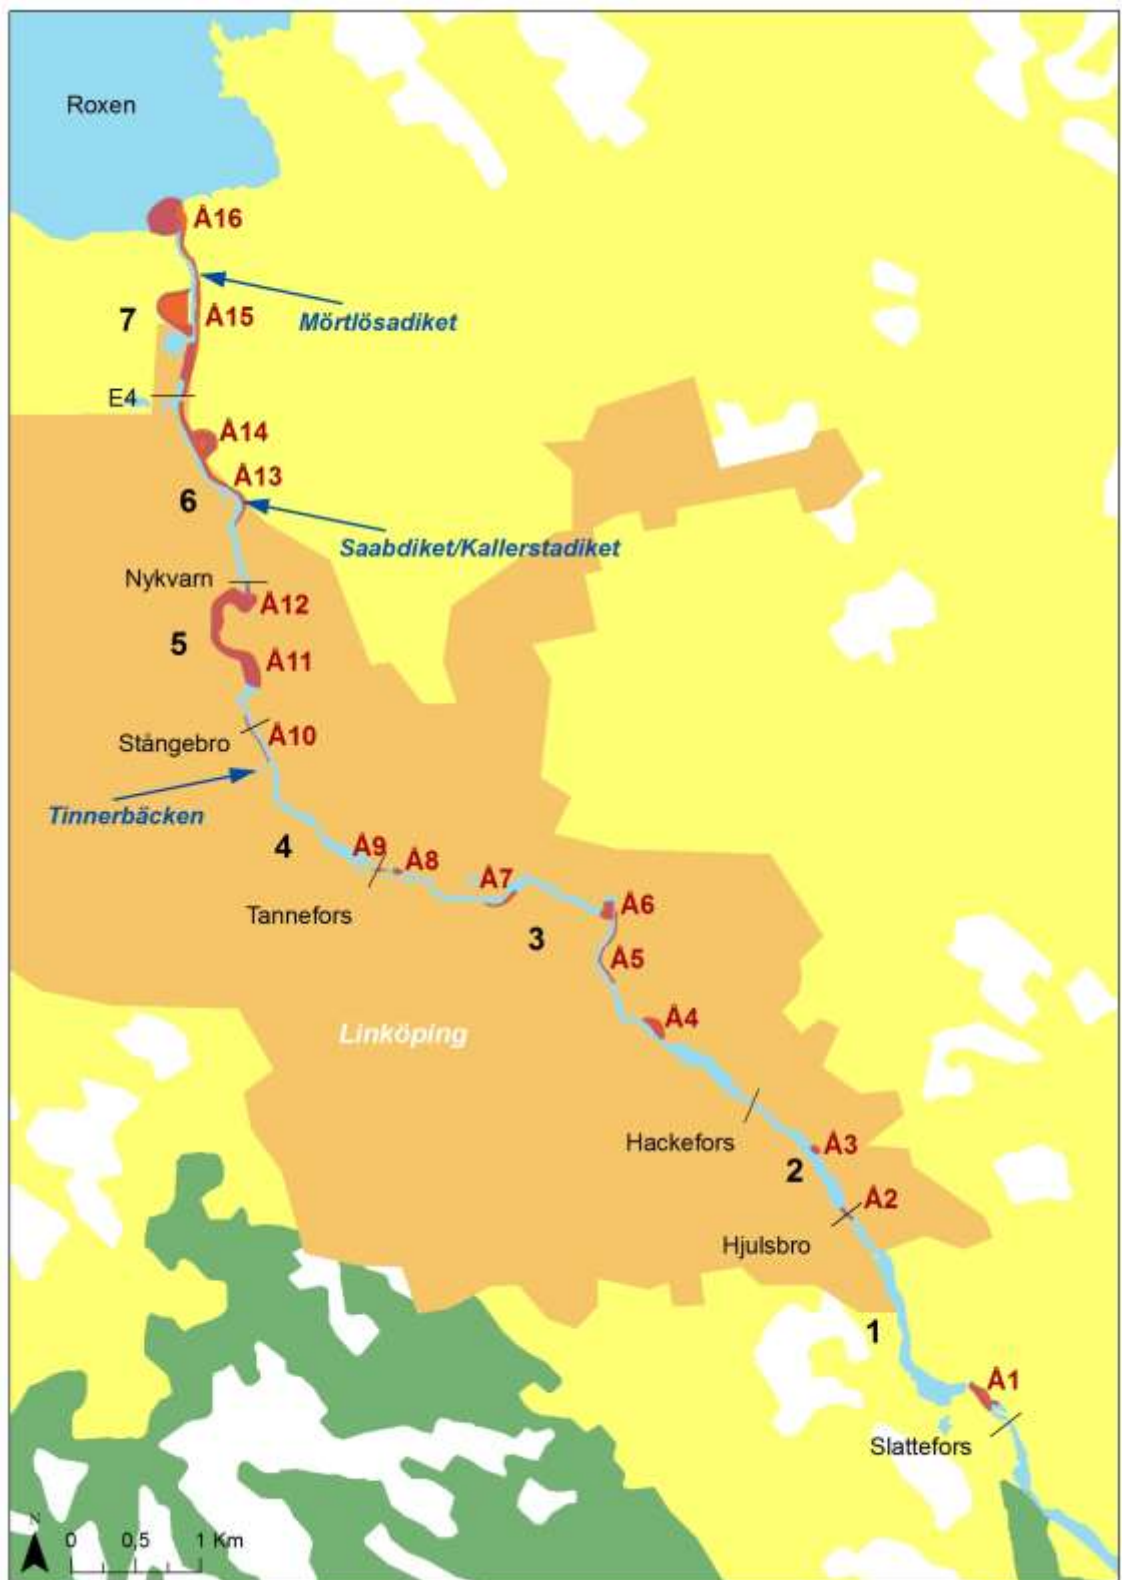 Roxen
Å16
Mörtlösadiket
7
Å15
E4
Å14
Å13
6
Saabdiket/Kallerstadiket
Nykvarn
Å12
5
Å11
Å10
Stångebro
Tinnerbäcken
4
Å9
Å8
Å7
Å6
Tannefors
3
Å5
Å4
Linköping
Hackefors
Å3
2
Å2
Hjulsbro
1
Å1
Slattefors
N
0 0,5 1 Km